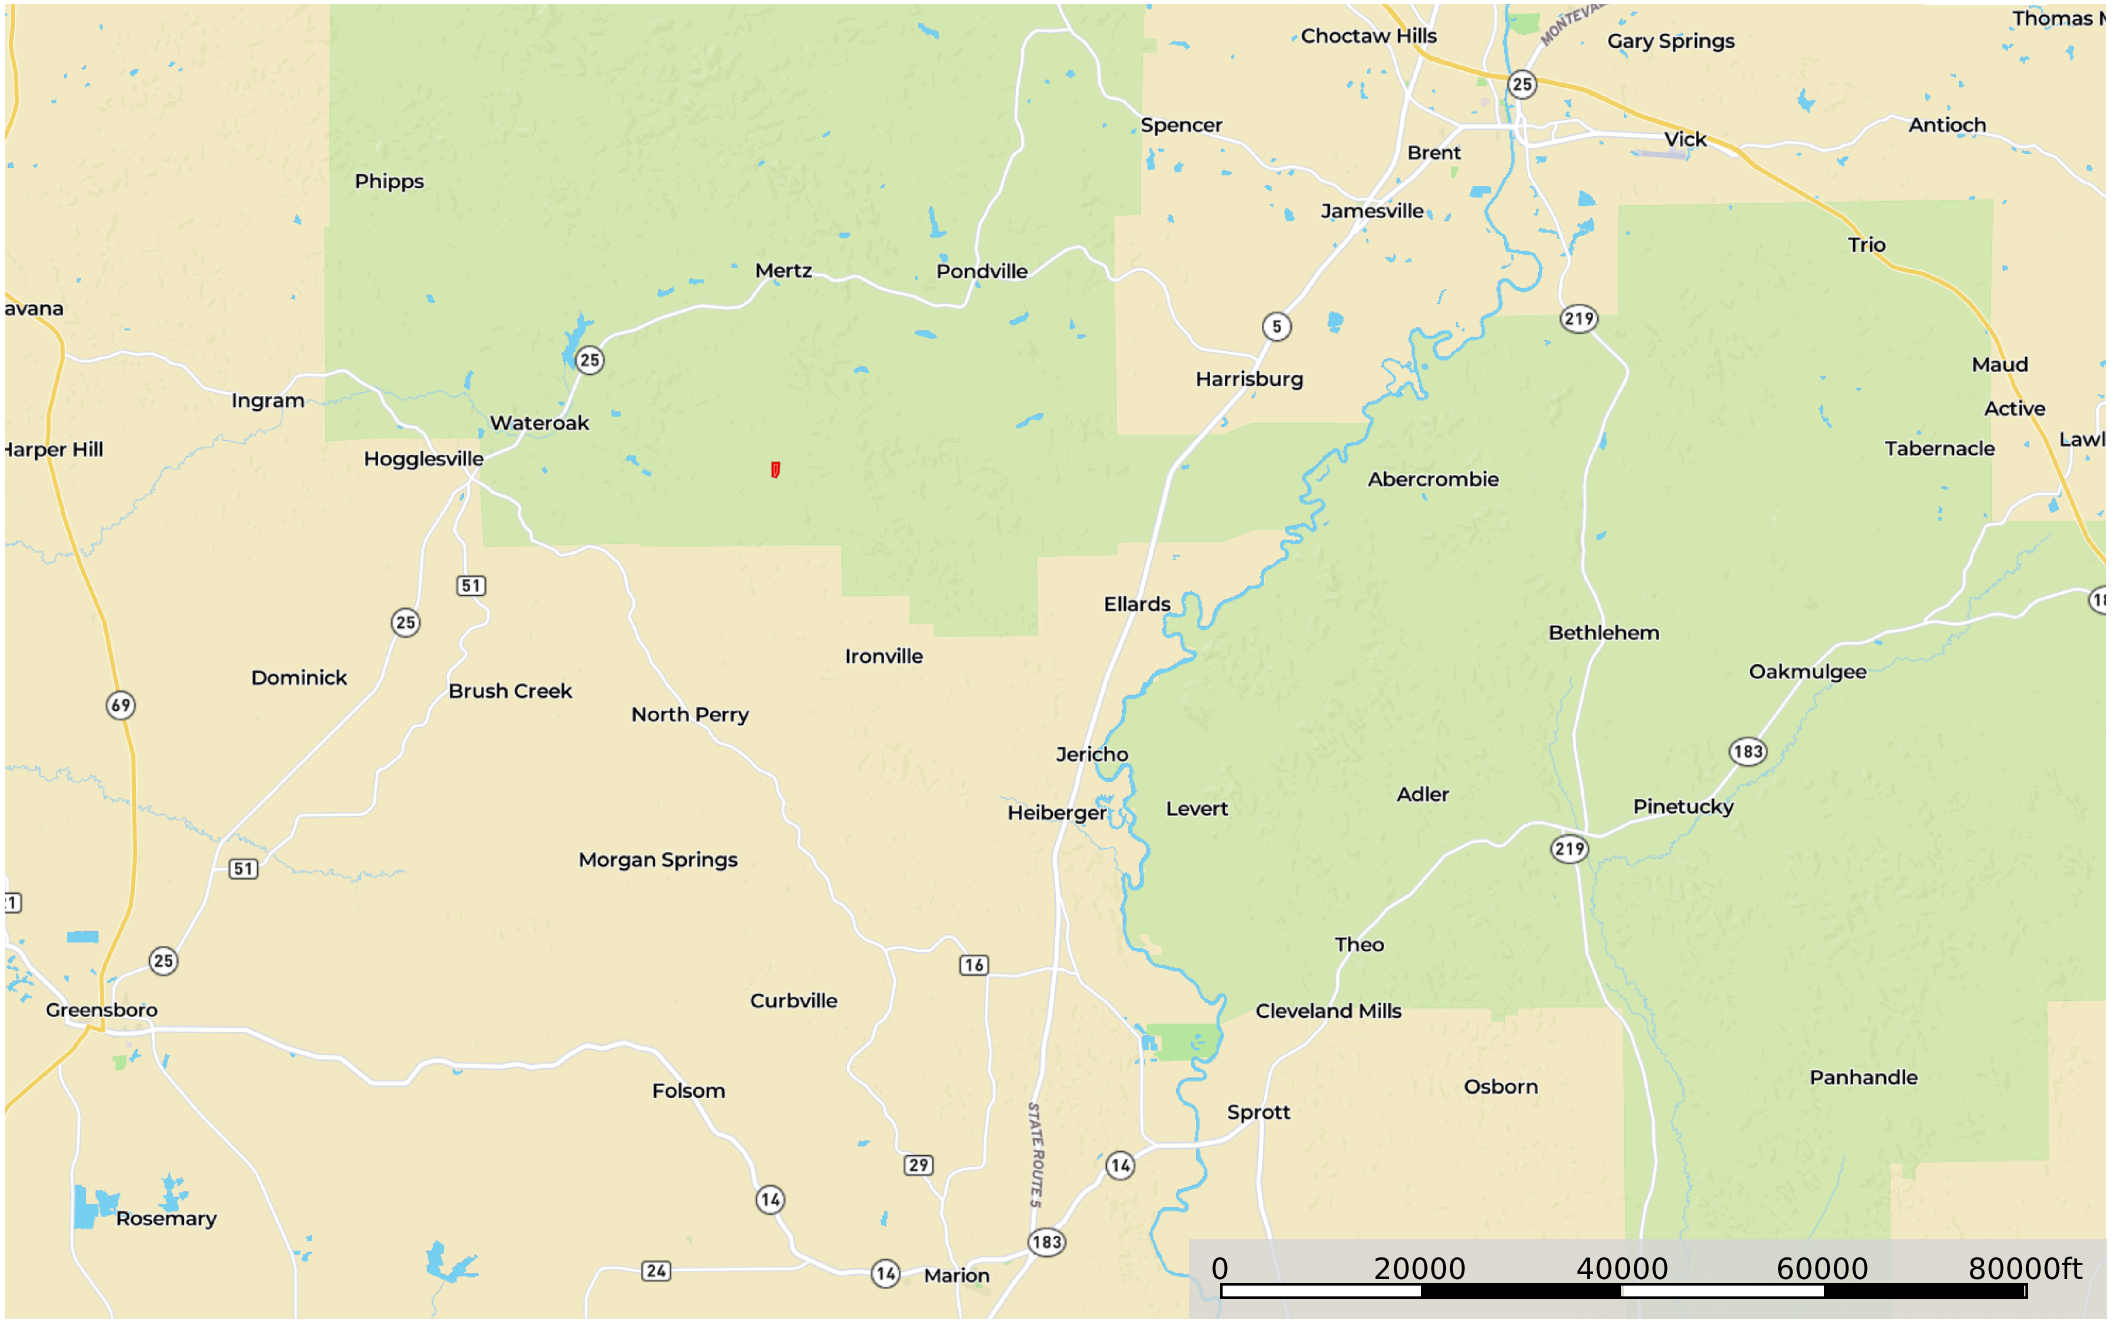 Thomas M
MONTEVA
Choctaw Hills
Gary Springs
25
Spencer
Antioch
Vick
Brent
Phipps
Jamesville
Trio
Mertz
Pondville
avana
5
219
25
Maud
Harrisburg
Ingram
Active
Wateroak
Lawl
Harper Hill
Tabernacle
Hogglesville
Abercrombie
51
18
Ellards
25
Bethlehem
Ironville
Oakmulgee
Dominick
Brush Creek
69
North Perry
183
Jericho
Adler
Pinetucky
Levert
Heiberger
219
Morgan Springs
51
21
Theo
25
16
Curbville
Greensboro
Cleveland Mills
Panhandle
Osborn
Folsom
Sprott
STATE ROUTE 5
29
14
14
Rosemary
183
24
14
Marion
0 20000 40000 60000 80000ft